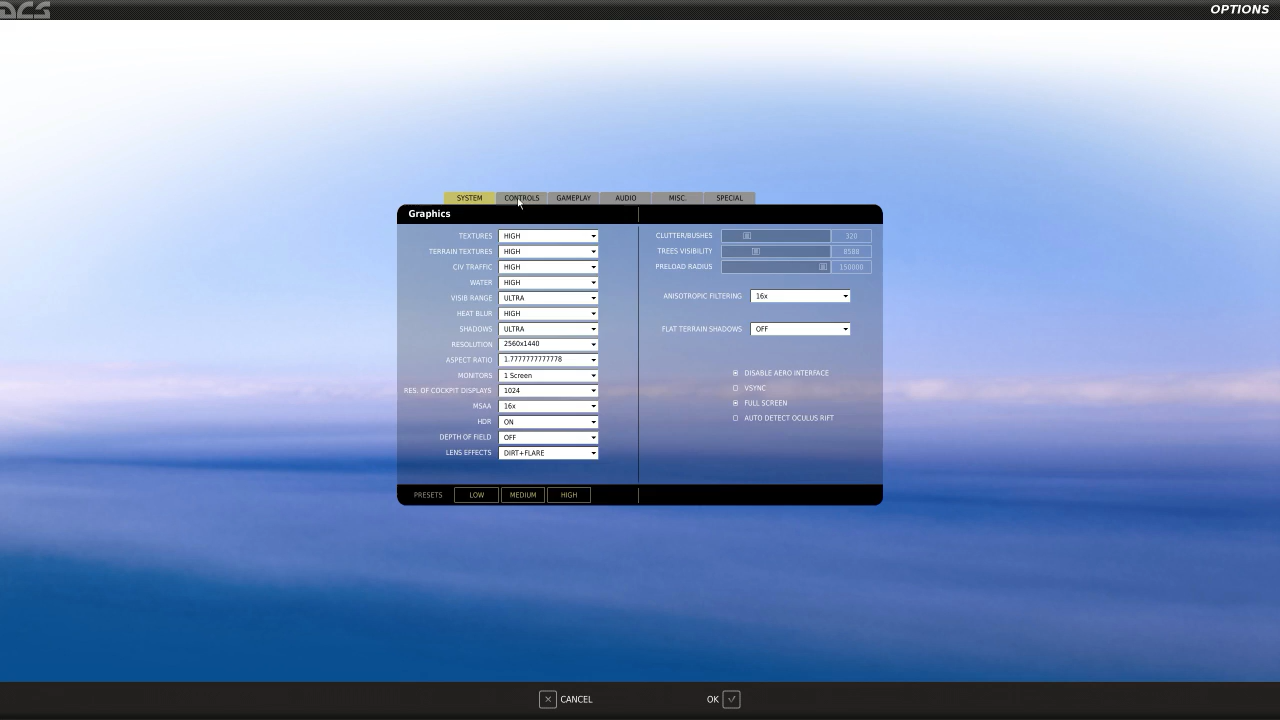 DCS
OPTIONS
SYSTEM CONTROLS GAMEPLAY AUDIO MISC. SPECIAL
Graphics
TEXTURES HIGH
TERRAIN TEXTURES HIGH
CIV TRAFFIC HIGH
WATER HIGH
VISIB RANGE ULTRA
HEAT BLUR HIGH
SHADOWS ULTRA
RESOLUTION 2560x1440
ASPECT RATIO 1.7777777777778
MONITORS 1 Screen
RES. OF COCKPIT DISPLAYS 1024
MSAA 16x
HDR ON
DEPTH OF FIELD OFF
LENS EFFECTS DIRT+FLARE
CLUTTER/BUSHES 320
TREES VISIBILITY 8588
PRELOAD RADIUS 150000
ANISOTROPIC FILTERING 16x
FLAT TERRAIN SHADOWS OFF
DISABLE AERO INTERFACE
VSYNC
FULL SCREEN
AUTO DETECT OCULUS RIFT
PRESETS LOW MEDIUM HIGH
CANCEL OK